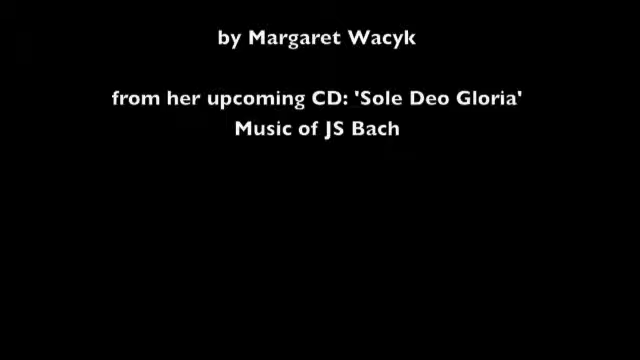 by Margaret Wacyk
from her upcoming CD: 'Sole Deo Gloria'
Music of JS Bach